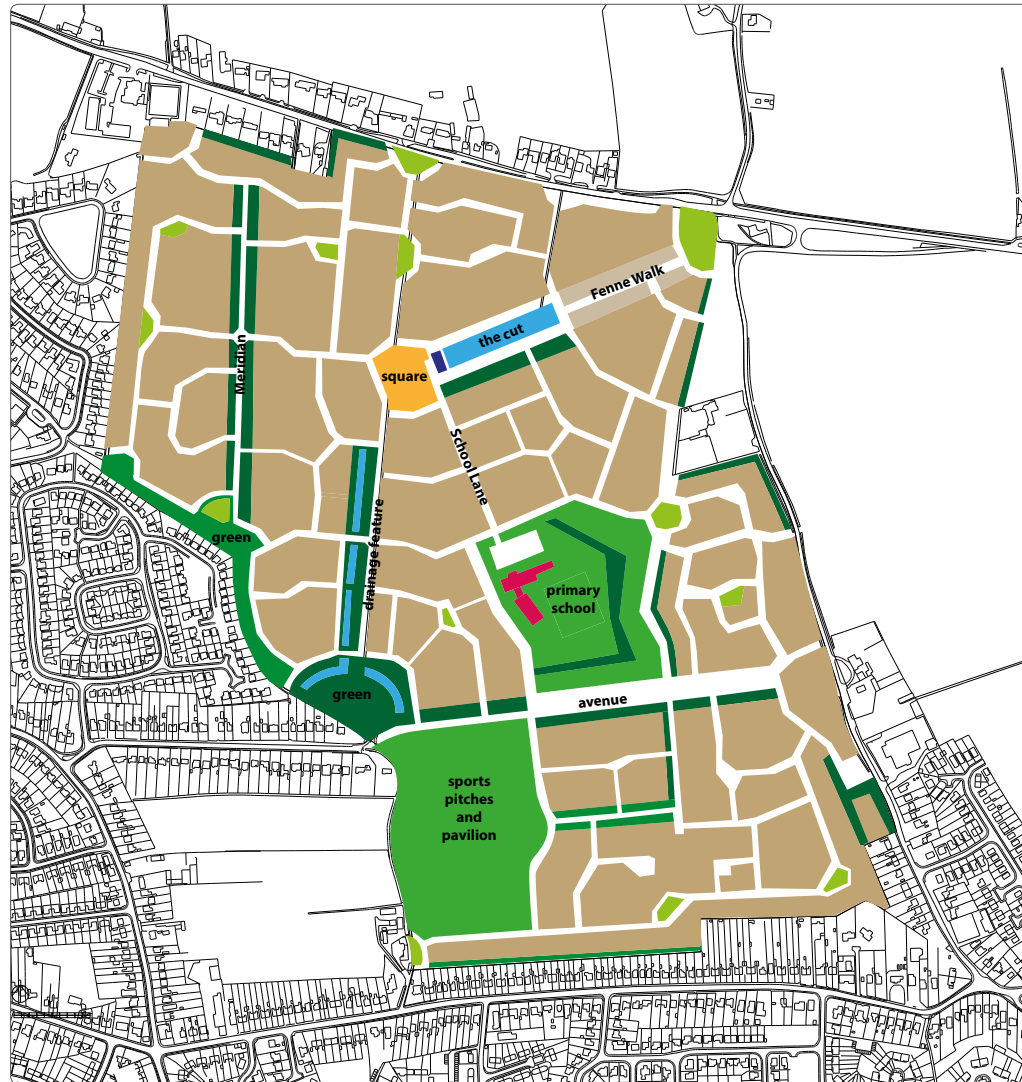 Fenne Walk
the cut
square
Meridian
School Lane
drainage feature
green
primary
school
green
avenue
sports
pitches
and
pavilion